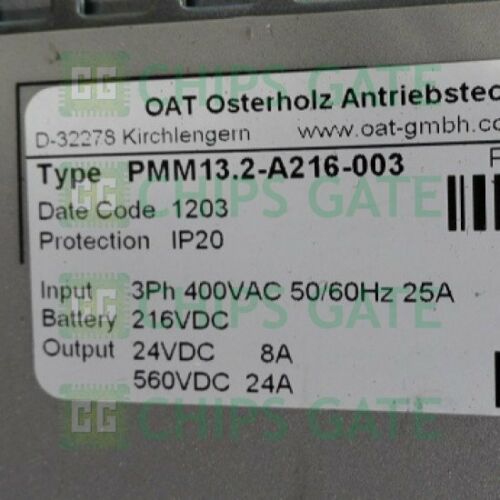 OAT Osterholz Antriebstec
D-32278 Kirchlengern www.oat-gmbh.co
Type PMM13.2-A216-003
Date Code 1203
Protection IP20
Input 3Ph 400VAC 50/60Hz 25A
Battery 216VDC
Output 24VDC 8A
560VDC 24A
CHIPS GATE
CHIPS GATE
CHIPS GATE
CHIPS GATE